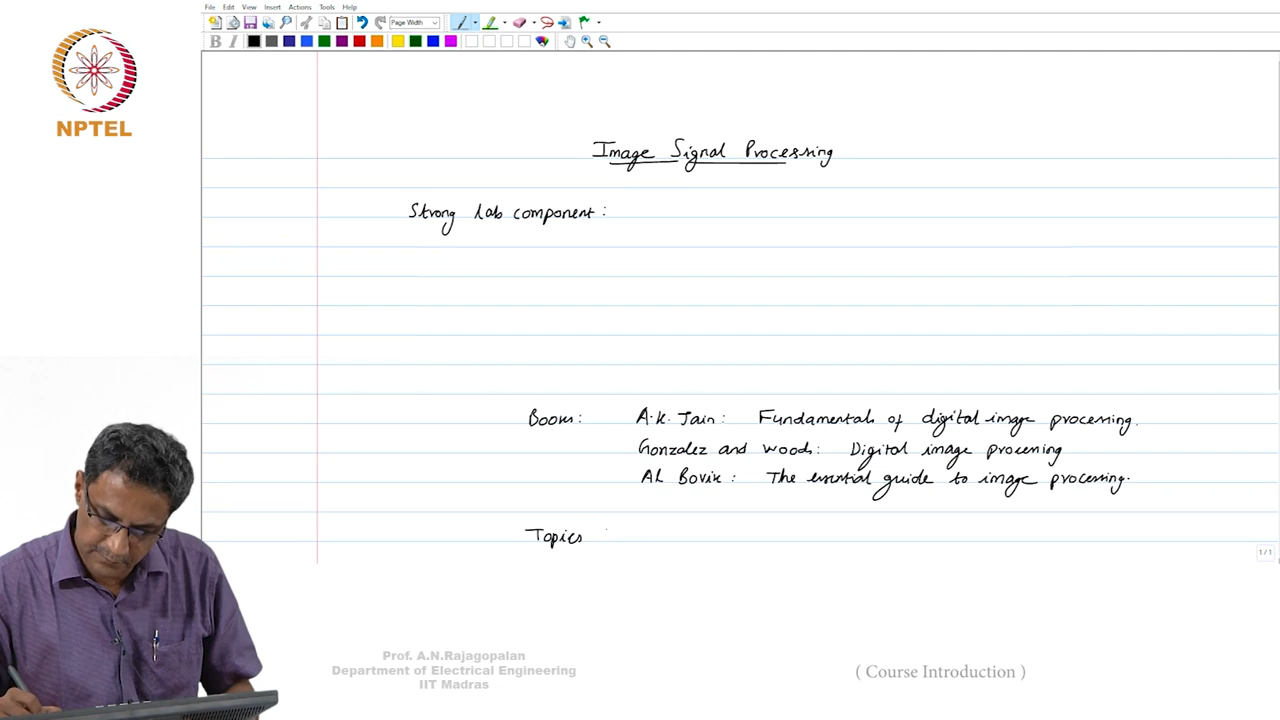 File Edit View Insert Actions Tools Help
Page Width
B I
NPTEL
Image Signal Processing
Strong lab component :
Books : A.K. Jain : Fundamentals of digital image processing.
Gonzalez and Woods : Digital image processing
Al Bovik : The essential guide to image processing.
Topics
1/1
Prof. A.N.Rajagopalan
Department of Electrical Engineering
IIT Madras
( Course Introduction )